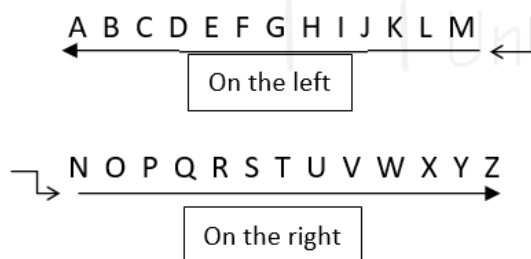 A B C D E F G H I J K L M
On the left
N O P Q R S T U V W X Y Z
On the right